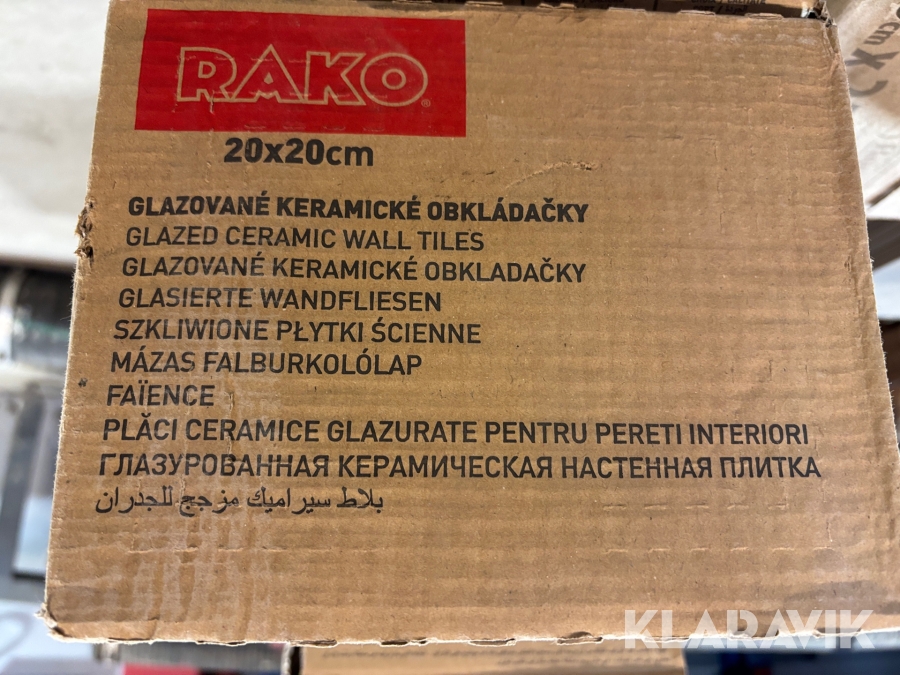 RAKO®
20x20cm
GLAZOVANÉ KERAMICKÉ OBKLÁDAČKY
GLAZED CERAMIC WALL TILES
GLAZOVANÉ KERAMICKÉ OBKLADAČKY
GLASIERTE WANDFLIESEN
SZKLIWIONE PŁYTKI ŚCIENNE
MÁZAS FALBURKOLÓLAP
FAÏENCE
PLĂCI CERAMICE GLAZURATE PENTRU PERETI INTERIORI
ГЛАЗУРОВАННАЯ КЕРАМИЧЕСКАЯ НАСТЕННАЯ ПЛИТКА
بلاط سيراميك مزجج للجدران
KLARAVIK